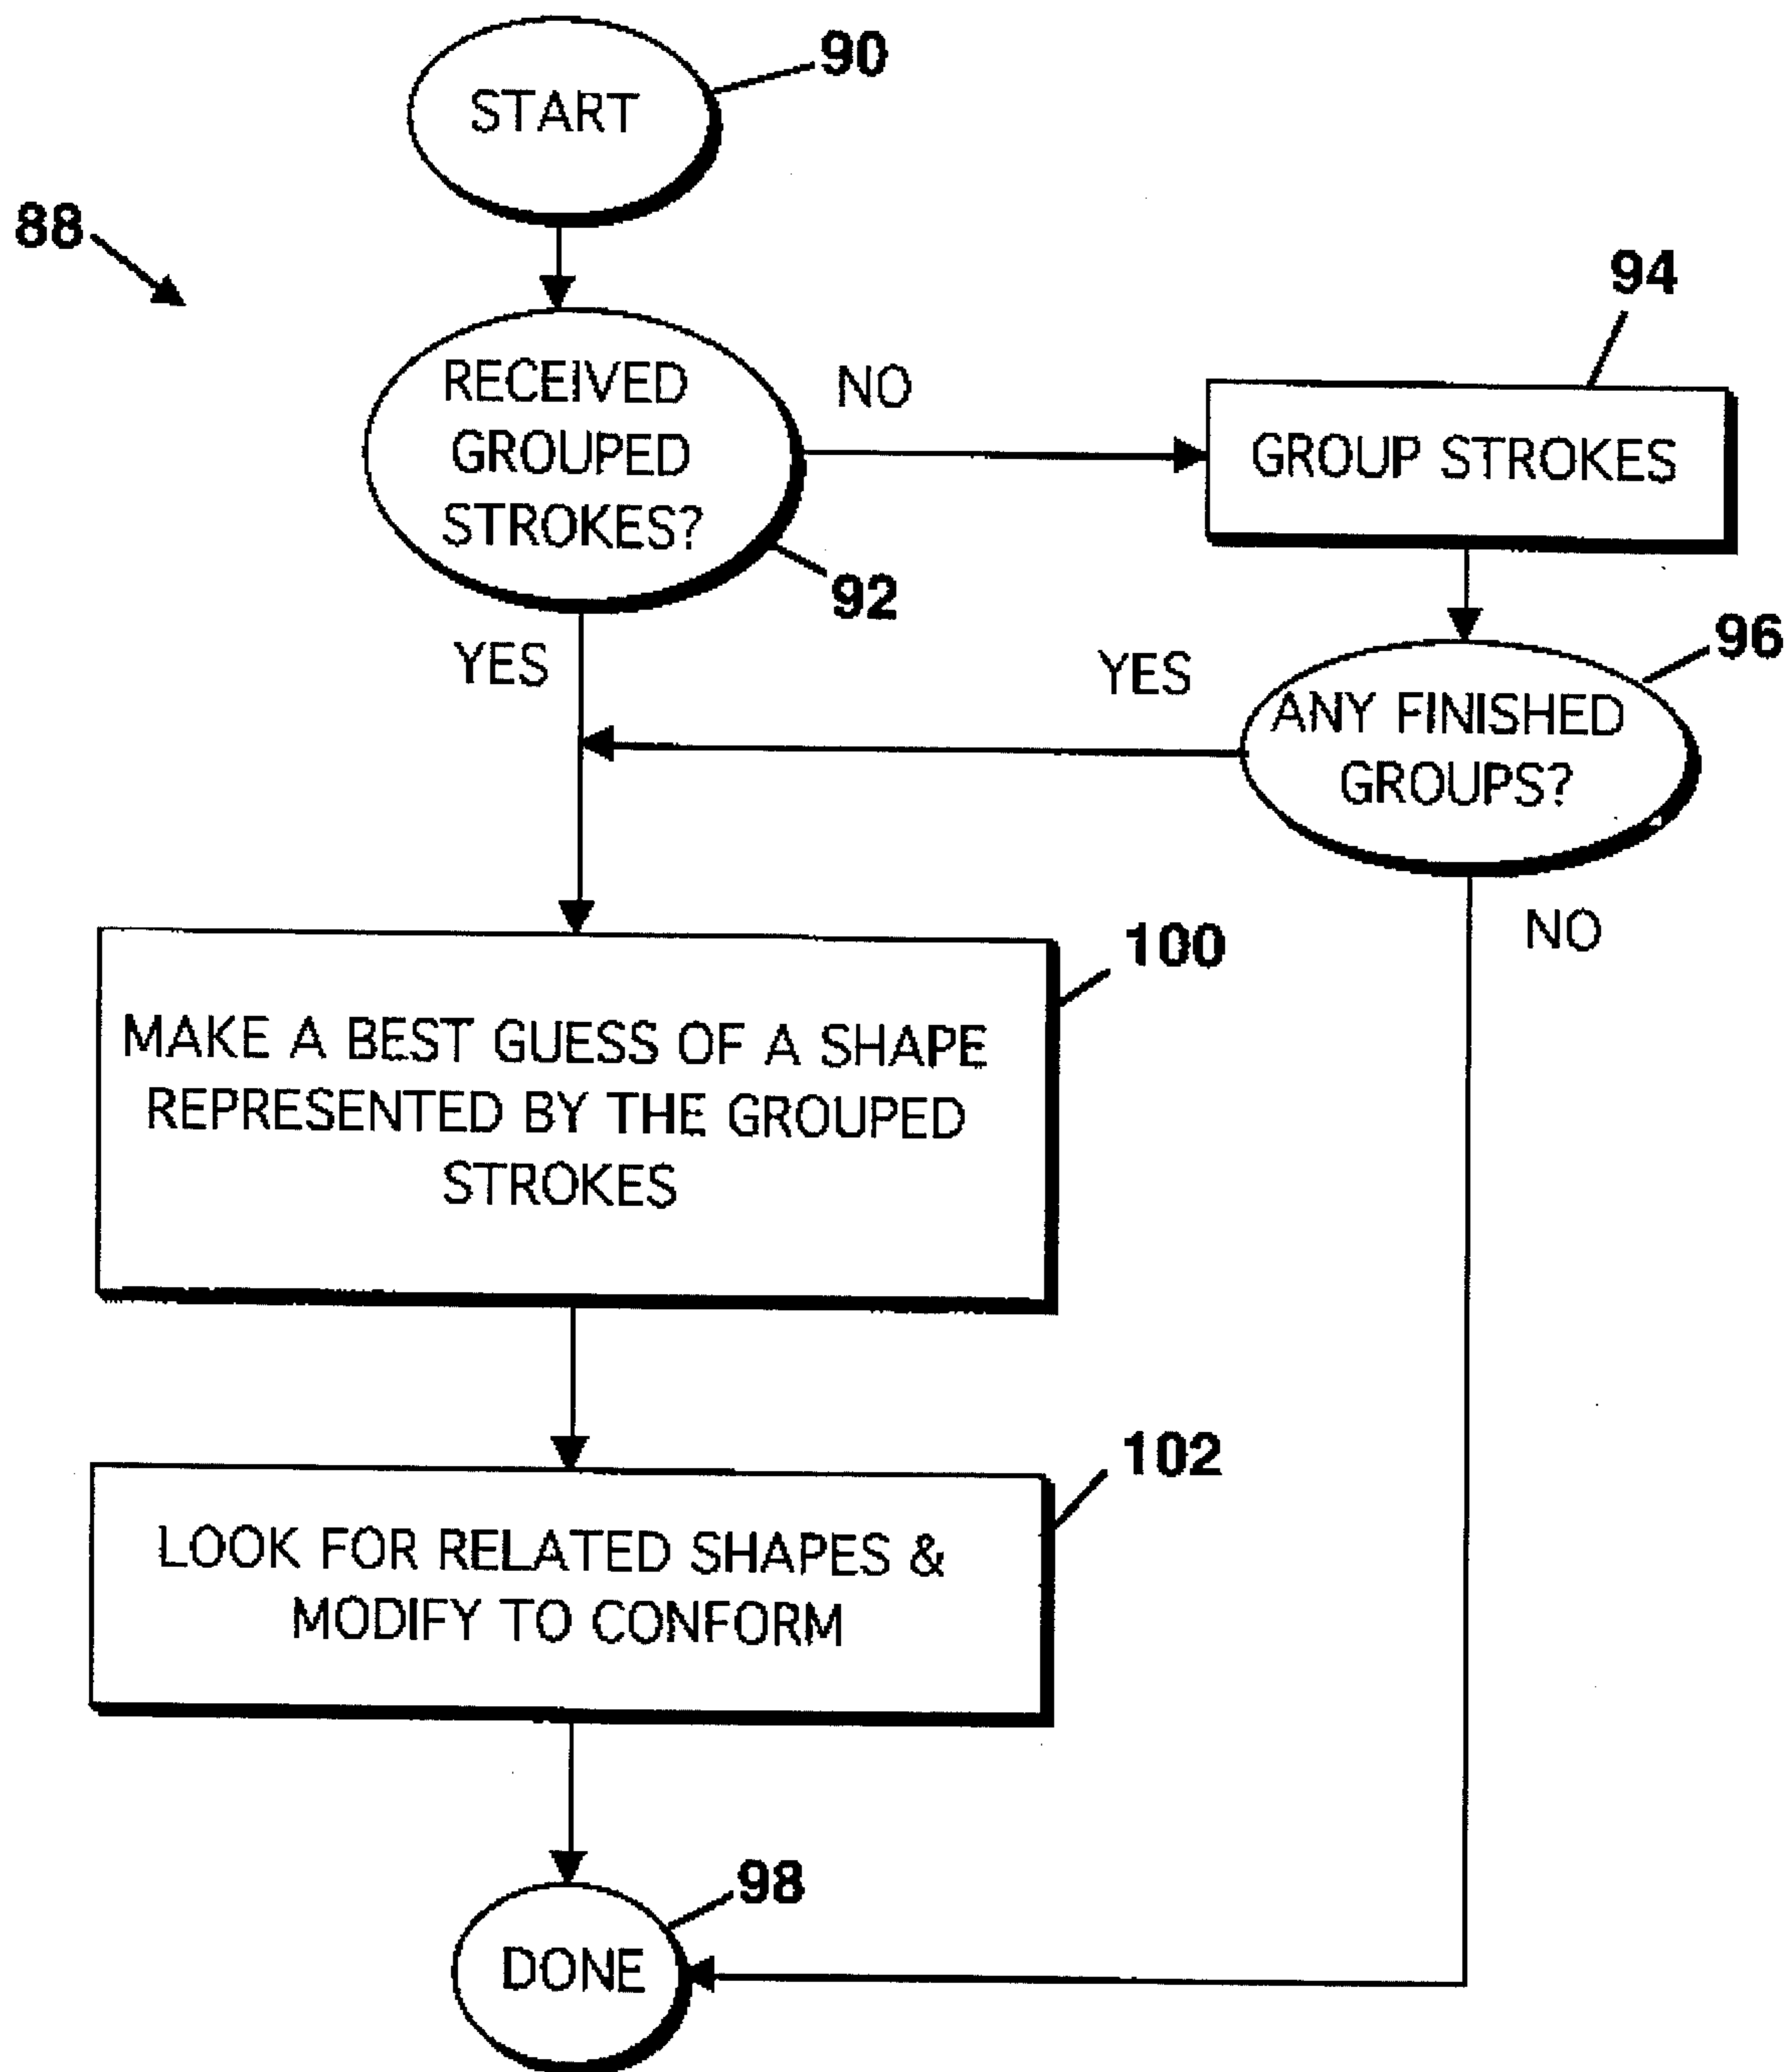 START
90
88
RECEIVED
GROUPED
STROKES?
92
NO
94
GROUP STROKES
YES
YES
96
ANY FINISHED
GROUPS?
NO
100
MAKE A BEST GUESS OF A SHAPE
REPRESENTED BY THE GROUPED
STROKES
102
LOOK FOR RELATED SHAPES &
MODIFY TO CONFORM
98
DONE